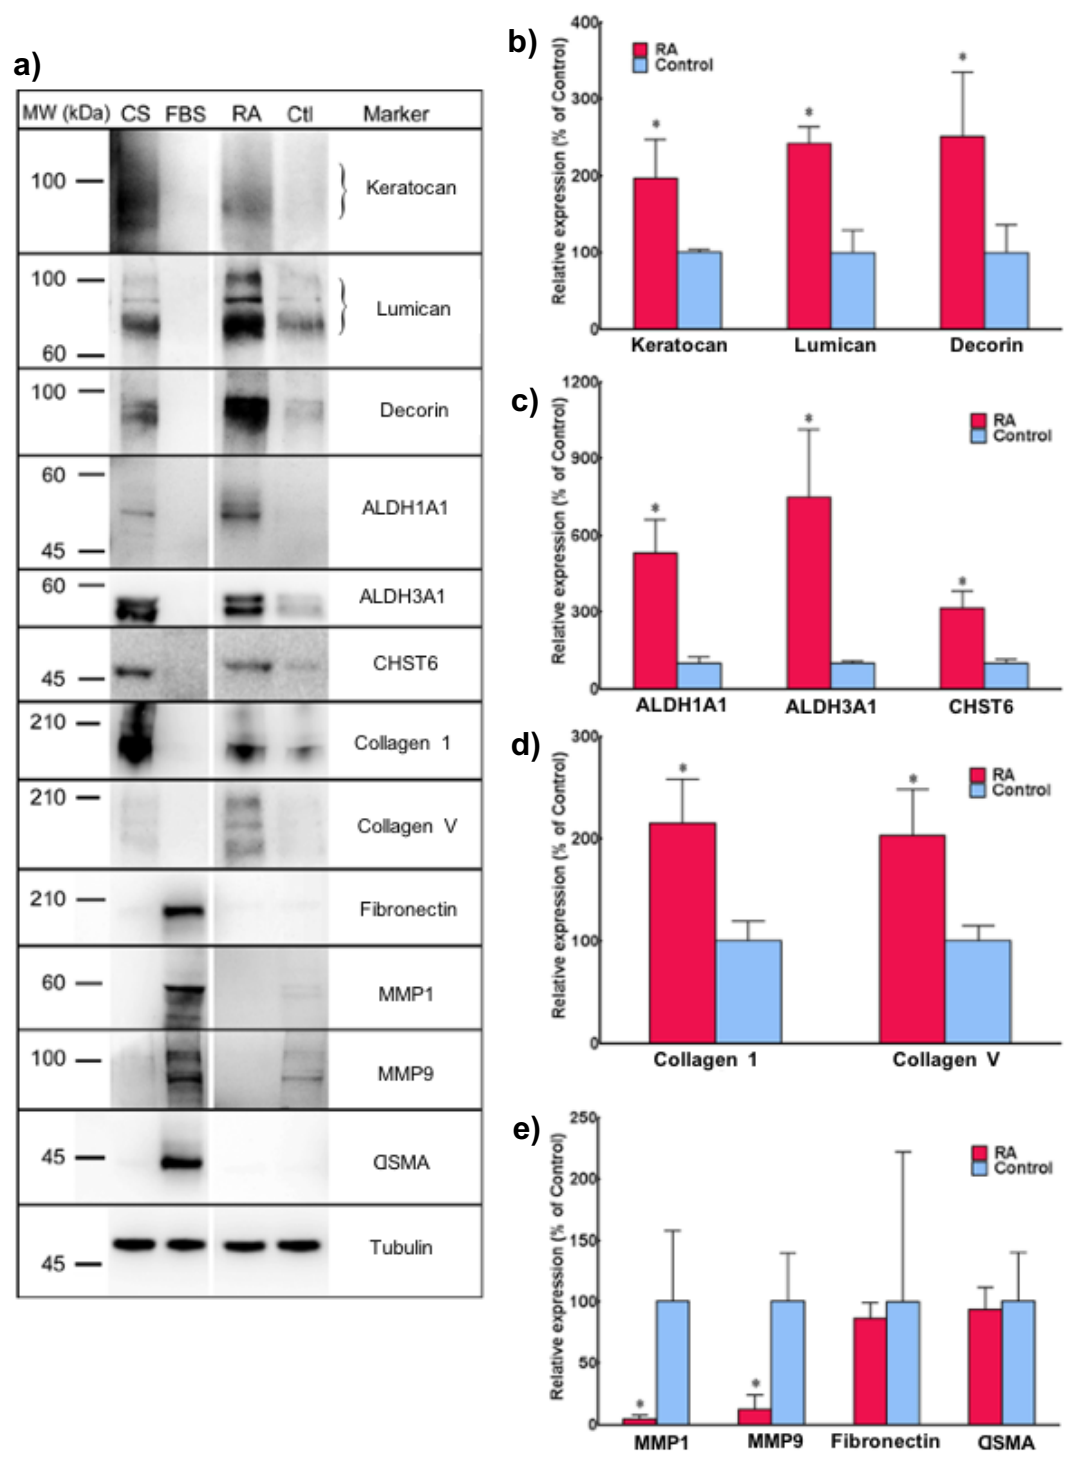 a)
MW (kDa) CS FBS RA Ctl Marker
100 Keratocan
100
Lumican
60
100
Decorin
60
ALDH1A1
45
60
ALDH3A1
CHST6
45
210
Collagen 1
210
Collagen V
210
Fibronectin
60
MMP1
100
MMP9
45
ɑSMA
Tubulin
45
b)
Relative expression (% of Control)
400
300
200
100
0
RA
Control
*
*
*
Keratocan Lumican Decorin
c)
Relative expression (% of Control)
1200
900
600
300
0
RA
Control
*
*
*
ALDH1A1 ALDH3A1 CHST6
d)
Relative expression (% of Control)
300
200
100
0
RA
Control
*
*
Collagen 1 Collagen V
e)
Relative expression (% of Control)
250
200
150
100
50
0
RA
Control
*
*
MMP1 MMP9 Fibronectin ɑSMA